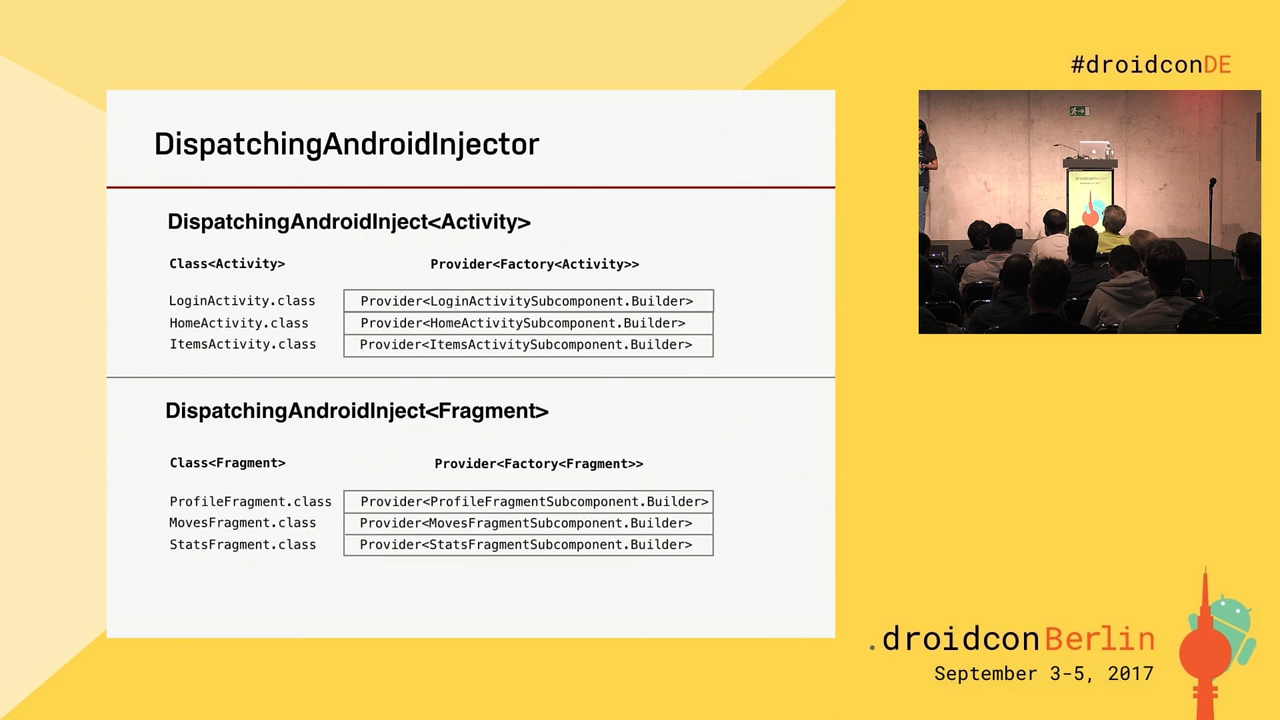 #droidconDE
DispatchingAndroidInjector
DispatchingAndroidInject<Activity>
Class<Activity> Provider<Factory<Activity>>
LoginActivity.class Provider<LoginActivitySubcomponent.Builder>
HomeActivity.class Provider<HomeActivitySubcomponent.Builder>
ItemsActivity.class Provider<ItemsActivitySubcomponent.Builder>
DispatchingAndroidInject<Fragment>
Class<Fragment> Provider<Factory<Fragment>>
ProfileFragment.class Provider<ProfileFragmentSubcomponent.Builder>
MovesFragment.class Provider<MovesFragmentSubcomponent.Builder>
StatsFragment.class Provider<StatsFragmentSubcomponent.Builder>
.droidconBerlin
September 3-5, 2017